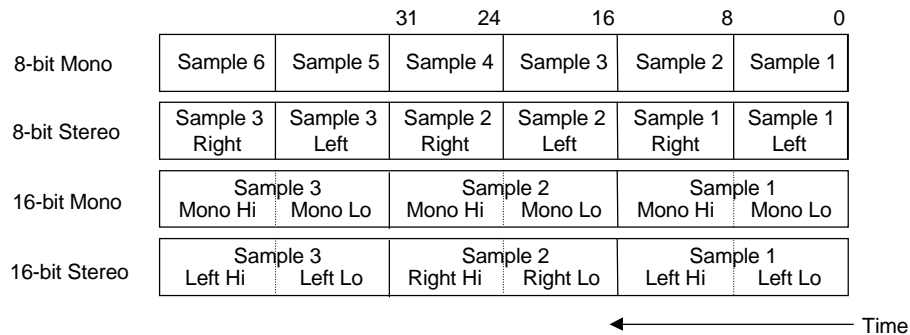 31 24 16 8 0
8-bit Mono Sample 6 Sample 5 Sample 4 Sample 3 Sample 2 Sample 1
8-bit Stereo
Sample 3 Sample 3 Sample 2 Sample 2 Sample 1 Sample 1
Right Left Right Left Right Left
16-bit Mono
Sample 3 Sample 2 Sample 1
Mono Hi Mono Lo Mono Hi Mono Lo Mono Hi Mono Lo
16-bit Stereo
Sample 3 Sample 2 Sample 1
Left Hi Left Lo Right Hi Right Lo Left Hi Left Lo
Time